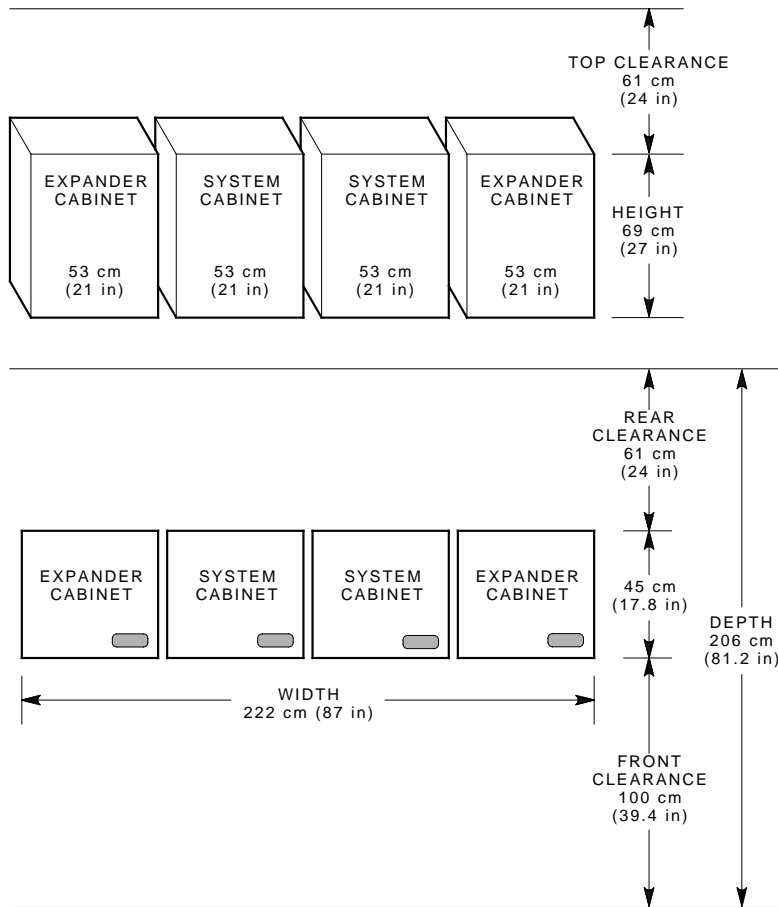 TOP CLEARANCE
61 cm
(24 in)
EXPANDER
CABINET
53 cm
(21 in)
SYSTEM
CABINET
53 cm
(21 in)
SYSTEM
CABINET
53 cm
(21 in)
EXPANDER
CABINET
53 cm
(21 in)
HEIGHT
69 cm
(27 in)
REAR
CLEARANCE
61 cm
(24 in)
EXPANDER
CABINET
SYSTEM
CABINET
SYSTEM
CABINET
EXPANDER
CABINET
45 cm
(17.8 in)
DEPTH
206 cm
(81.2 in)
WIDTH
222 cm (87 in)
FRONT
CLEARANCE
100 cm
(39.4 in)